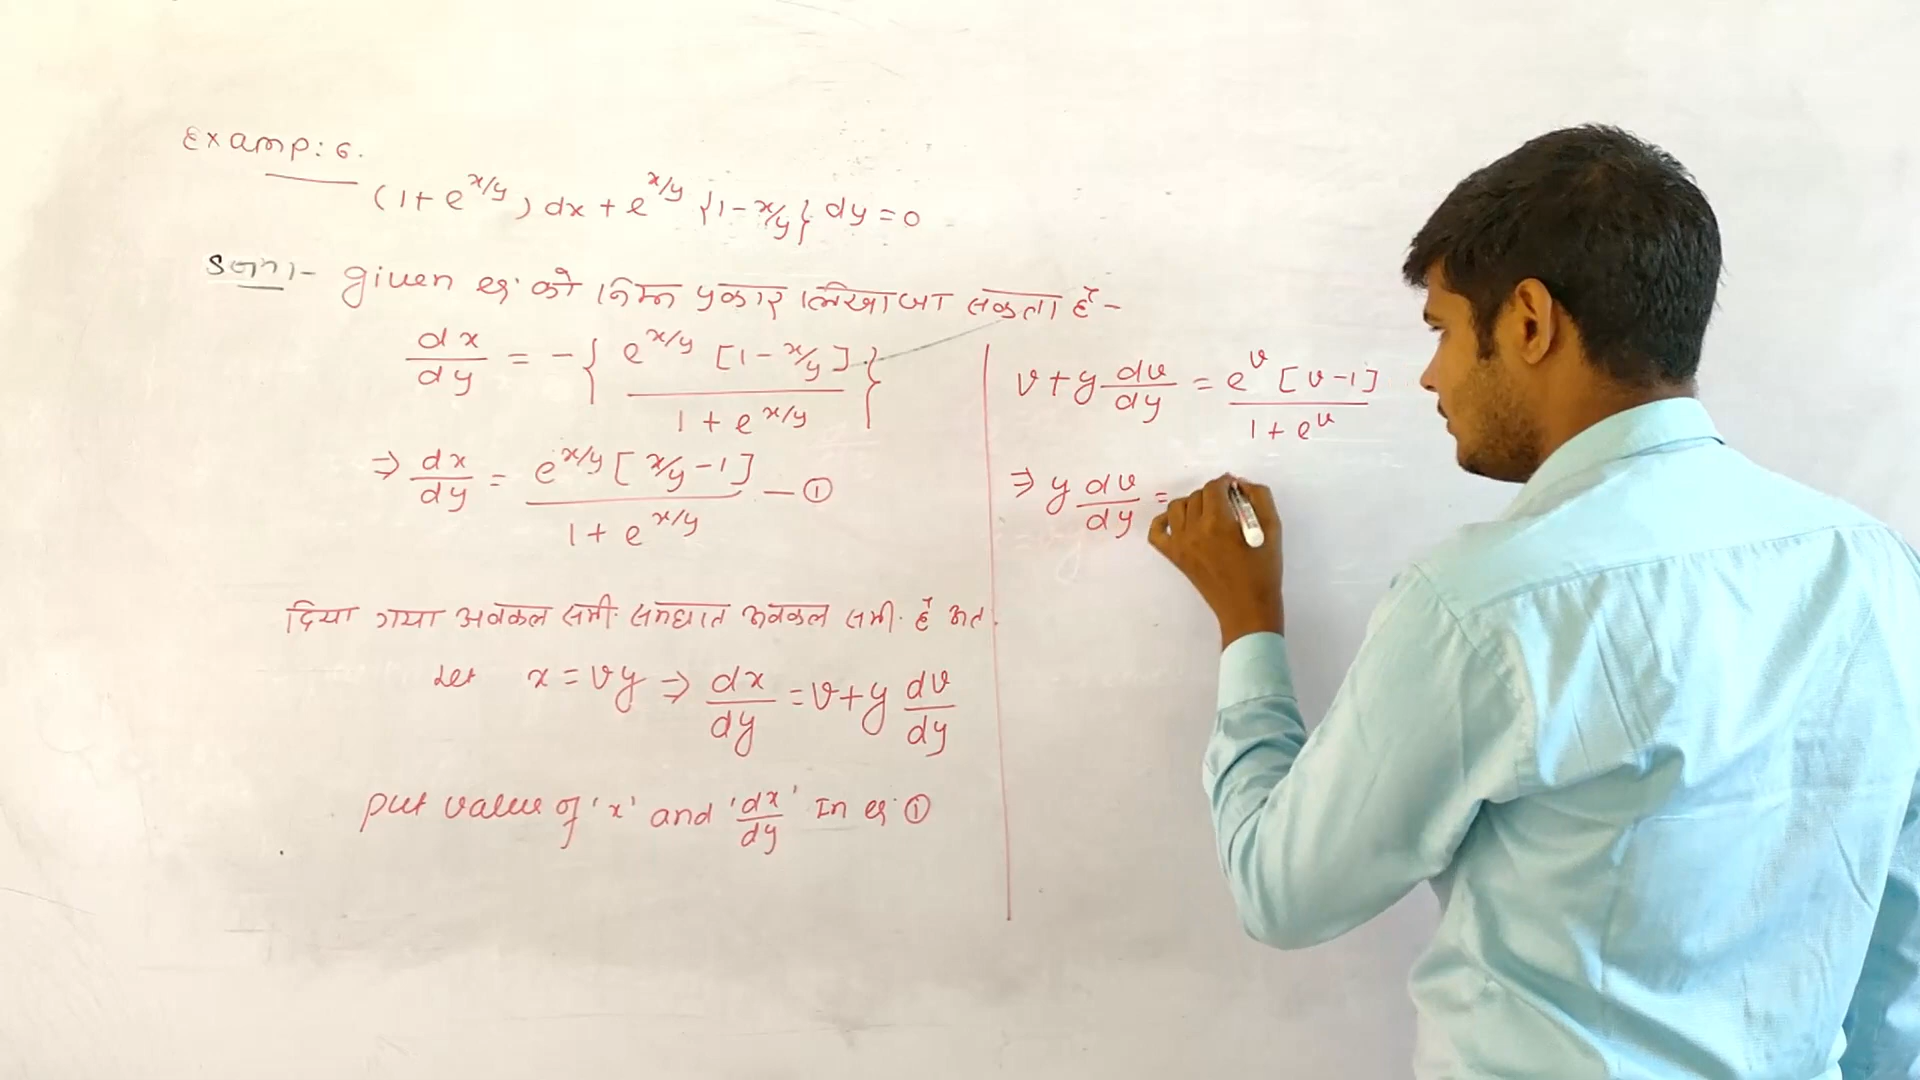 Examp: 6.
(1+e^{x/y}) dx + e^{x/y} {1-x/y} dy = 0
Soln:- given eq. को निम्न प्रकार लिखा जा सकता है -
dx/dy = -{ e^{x/y} [1-x/y] / 1+e^{x/y} }
⇒ dx/dy = e^{x/y} [x/y-1] / 1+e^{x/y} — ①
दिया गया अवकल समी. समघात अवकल समी. है अत.
Let x = vy ⇒ dx/dy = v+y dv/dy
put value of 'x' and 'dx/dy' In eq. ①
v+y dv/dy = e^v [v-1] / 1+e^v
⇒ y dv/dy =